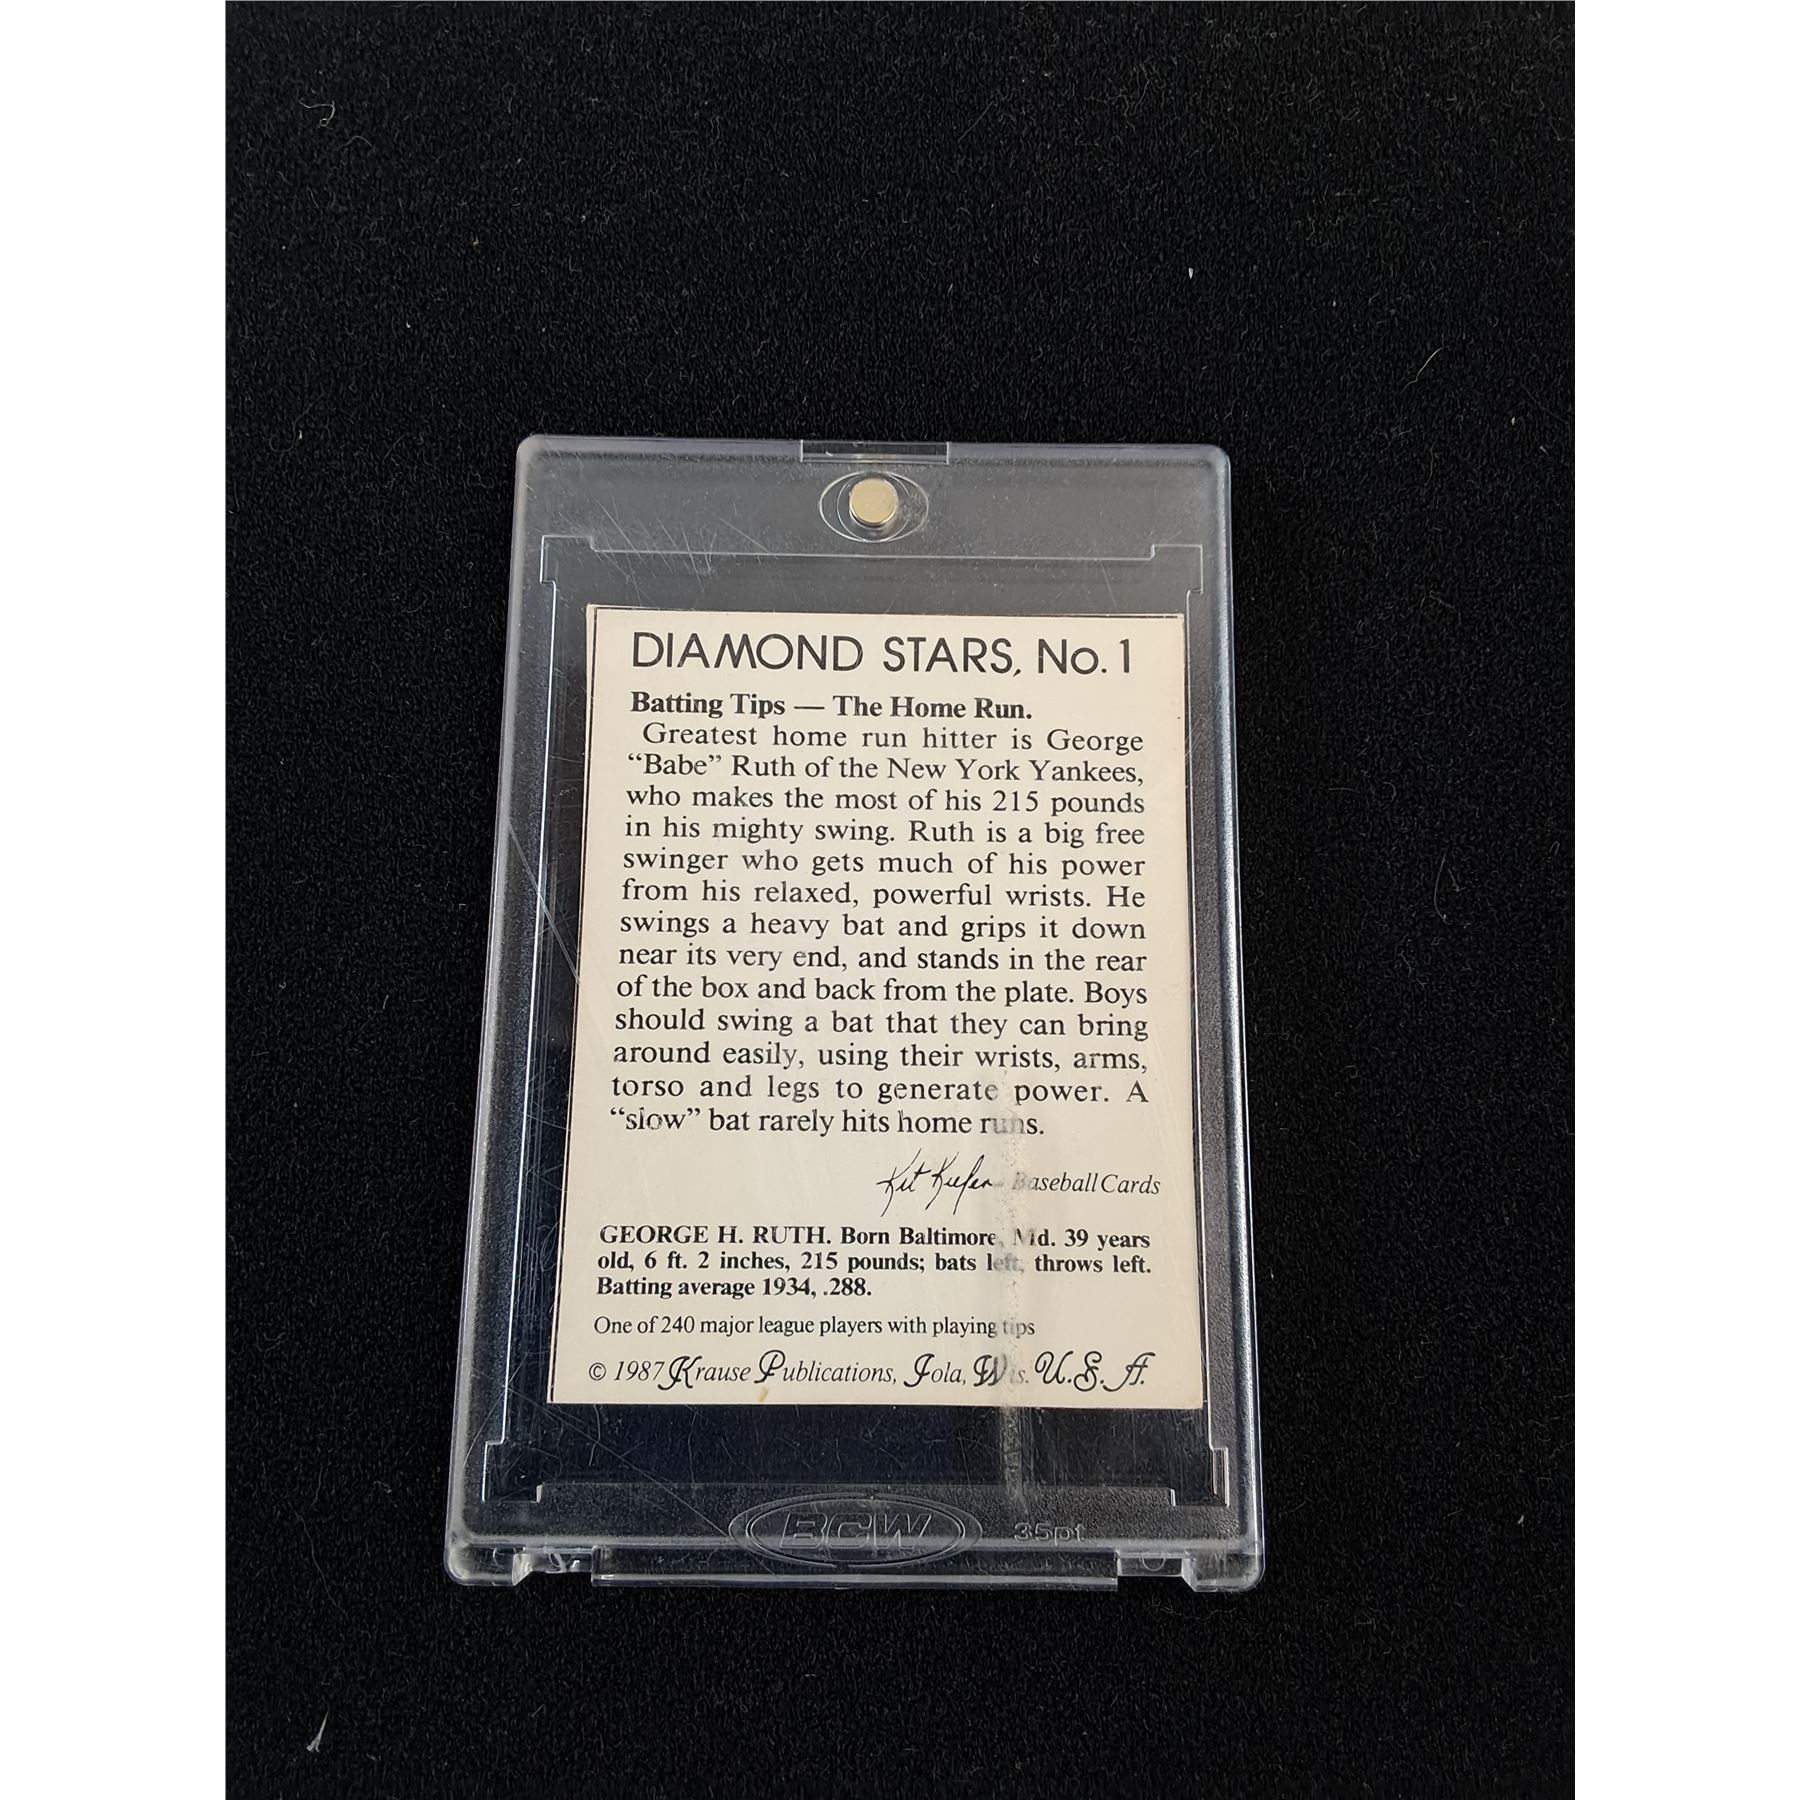 DIAMOND STARS, No. 1
Batting Tips — The Home Run.
Greatest home run hitter is George
“Babe” Ruth of the New York Yankees,
who makes the most of his 215 pounds
in his mighty swing. Ruth is a big free
swinger who gets much of his power
from his relaxed, powerful wrists. He
swings a heavy bat and grips it down
near its very end, and stands in the rear
of the box and back from the plate. Boys
should swing a bat that they can bring
around easily, using their wrists, arms,
torso and legs to generate power. A
“slow” bat rarely hits home runs.
Kit Kiefer Baseball Cards
GEORGE H. RUTH. Born Baltimore, Md. 39 years
old, 6 ft. 2 inches, 215 pounds; bats left, throws left.
Batting average 1934, .288.
One of 240 major league players with playing tips
© 1987 Krause Publications, Iola, Wis. U.S.A.
BCW 35pt